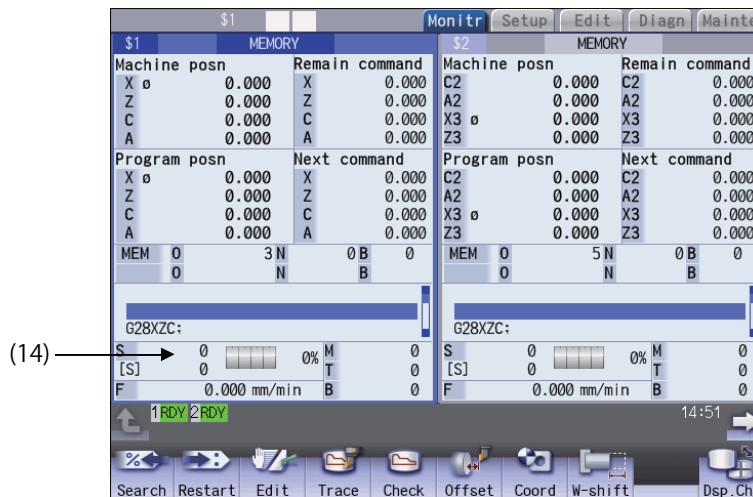 $1 Monitr Setup Edit Diagn Mainte
$1 MEMORY $2 MEMORY
Machine posn Remain command Machine posn Remain command
X ø 0.000 X 0.000 C2 0.000 C2 0.000
Z 0.000 Z 0.000 A2 0.000 A2 0.000
C 0.000 C 0.000 X3 ø 0.000 X3 0.000
A 0.000 A 0.000 Z3 0.000 Z3 0.000
Program posn Next command Program posn Next command
X ø 0.000 X 0.000 C2 0.000 C2 0.000
Z 0.000 Z 0.000 A2 0.000 A2 0.000
C 0.000 C 0.000 X3 ø 0.000 X3 0.000
A 0.000 A 0.000 Z3 0.000 Z3 0.000
MEM O 3 N 0 B 0 MEM O 5 N 0 B 0
O N B O N B
G28XZC; G28XZC;
(14) S 0 0% M 0 S 0 0% M 0
[S] 0 T 0 [S] 0 T 0
F 0.000 mm/min B 0 F 0.000 mm/min B 0
1 RDY 2 RDY 14:51
Search Restart Edit Trace Check Offset Coord W-shift Dsp.Ch